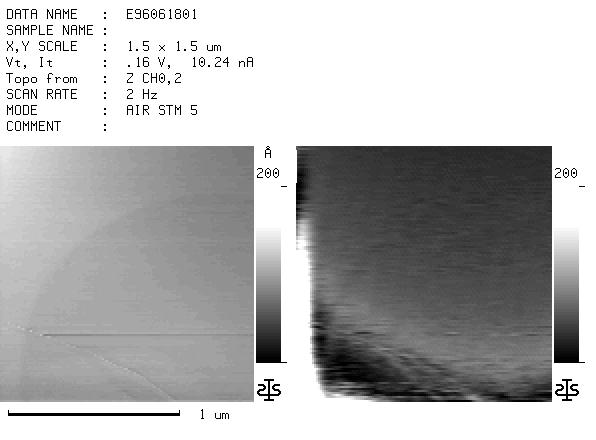 DATA NAME : E96061801
SAMPLE NAME :
X,Y SCALE : 1.5 x 1.5 um
Vt, It : .16 V, 10.24 nA
Topo from : Z CH0,2
SCAN RATE : 2 Hz
MODE : AIR STM 5
COMMENT :
Å
200
200
1 um